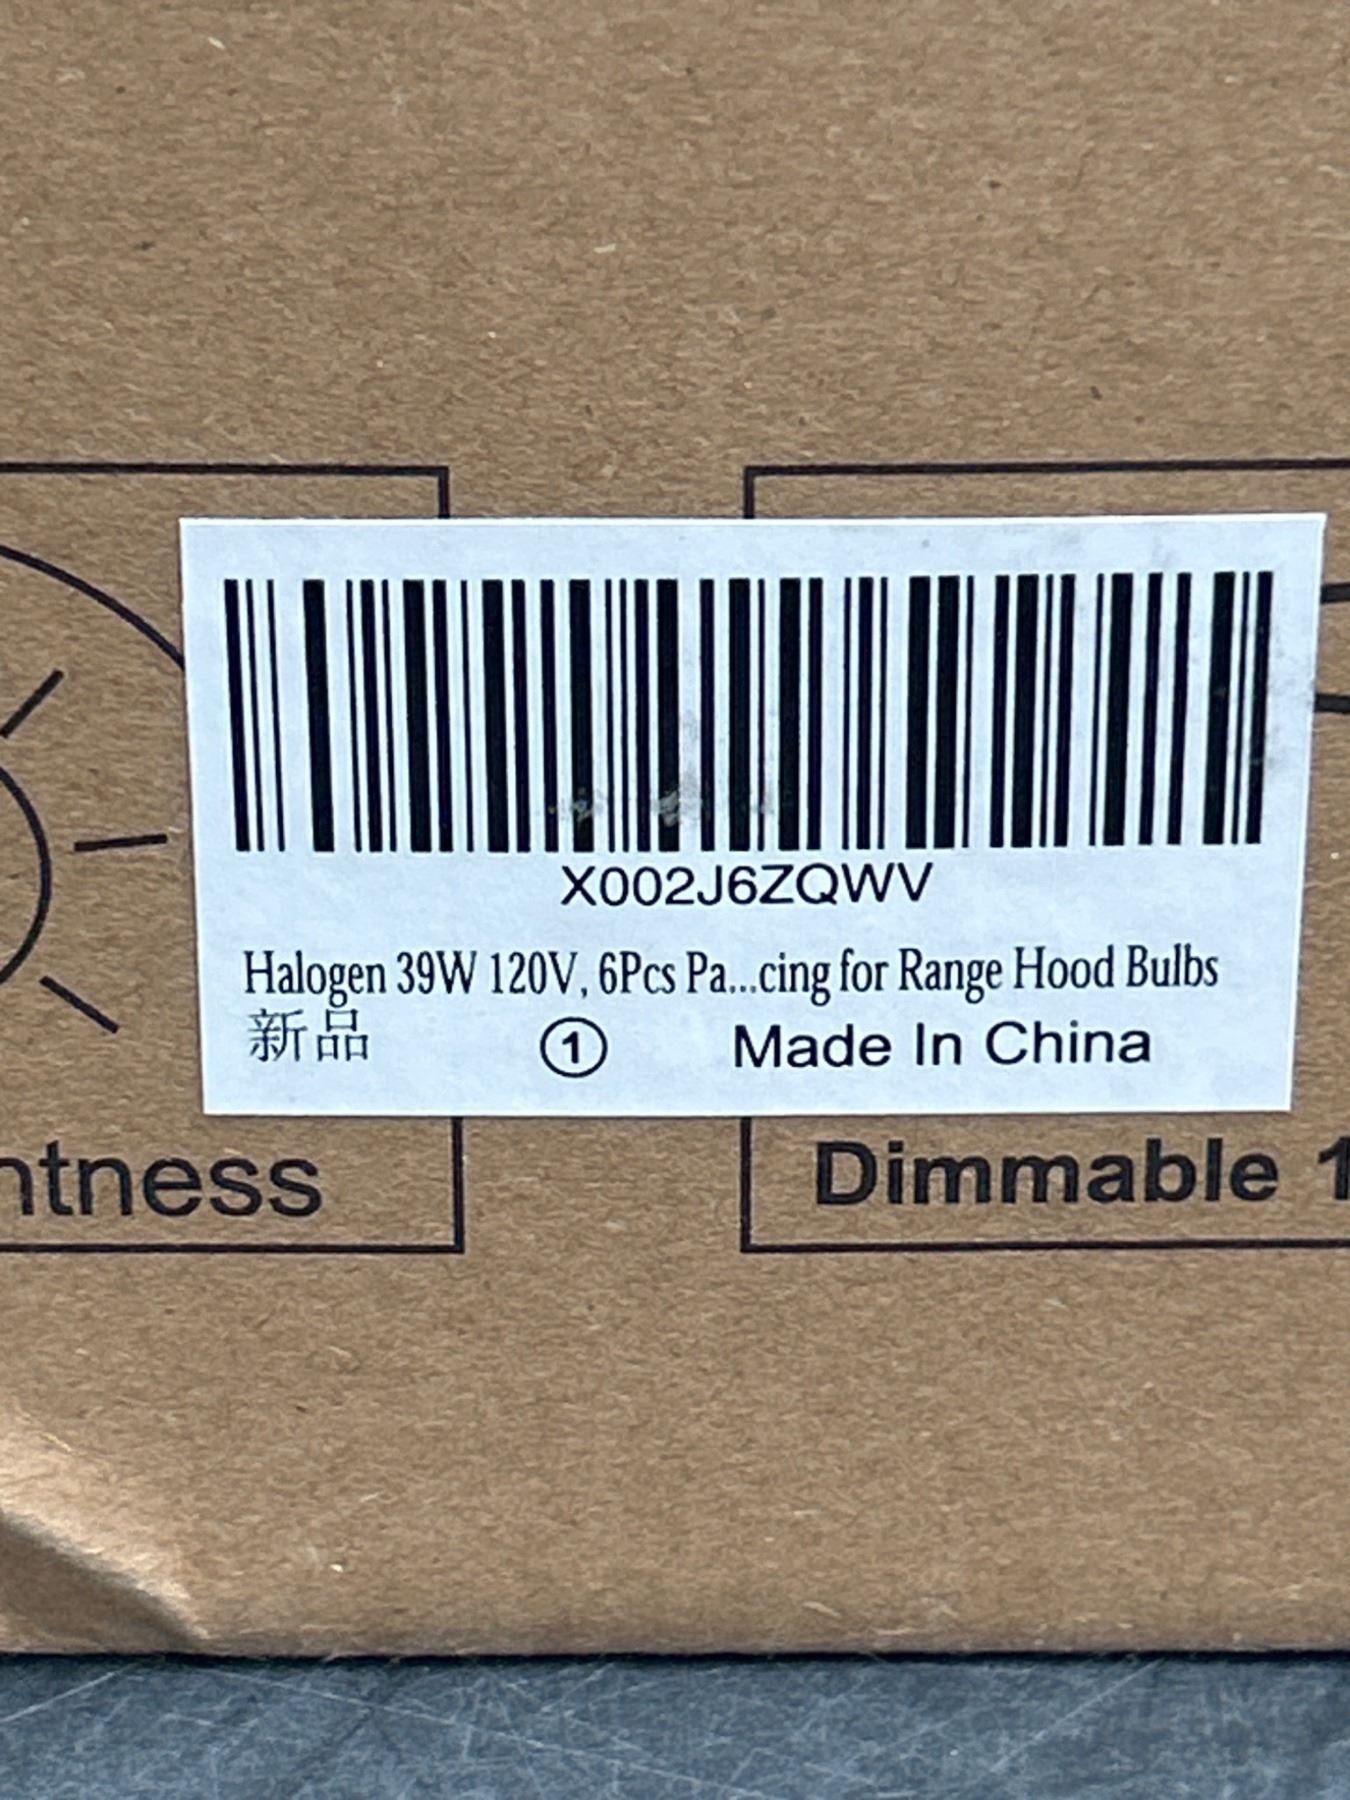 X002J6ZQWV
Halogen 39W 120V, 6Pcs Pa...cing for Range Hood Bulbs
新品 ① Made In China
ntness
Dimmable 1